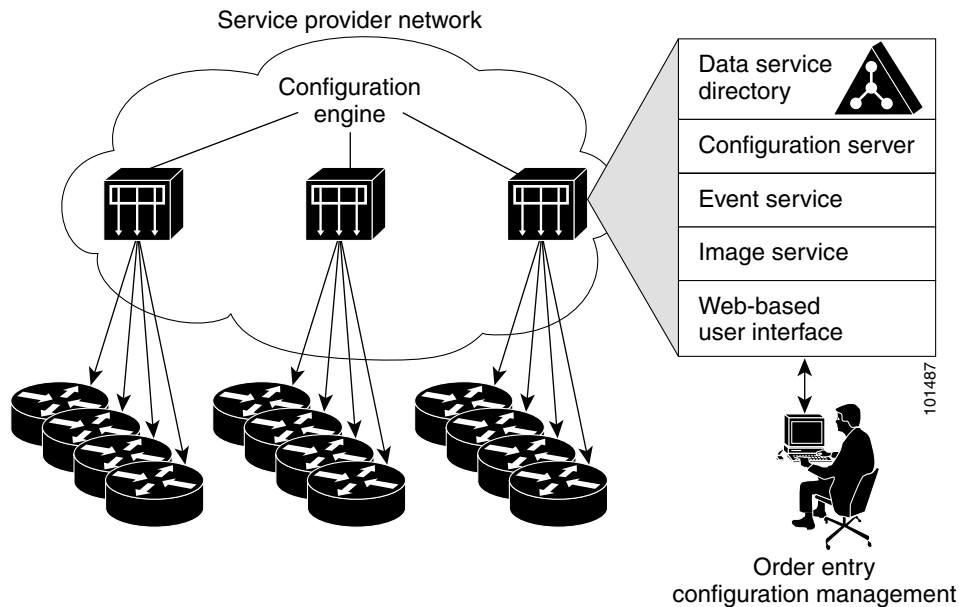 Service provider network
Configuration
engine
Data service
directory
Configuration server
Event service
Image service
Web-based
user interface
101487
Order entry
configuration management